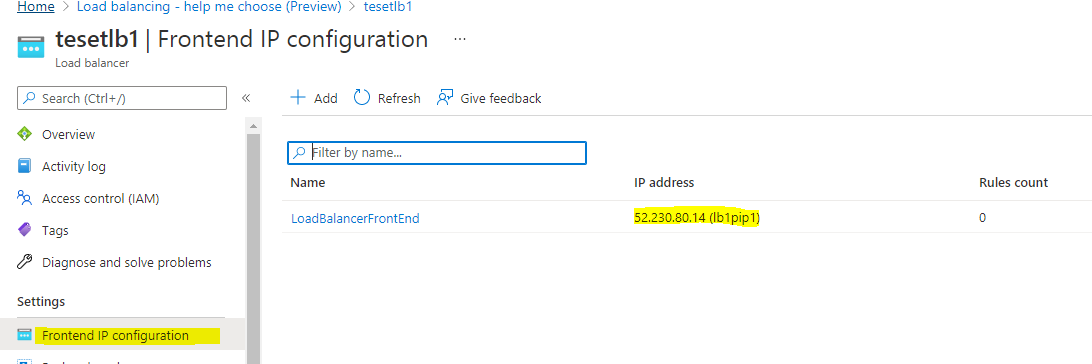 Home > Load balancing - help me choose (Preview) > tesetlb1
tesetlb1 | Frontend IP configuration ...
Load balancer
Search (Ctrl+/) «
Add Refresh Give feedback
Overview
Activity log
Access control (IAM)
Tags
Diagnose and solve problems
Settings
Frontend IP configuration
Filter by name...
Name IP address Rules count
LoadBalancerFrontEnd 52.230.80.14 (lb1pip1) 0